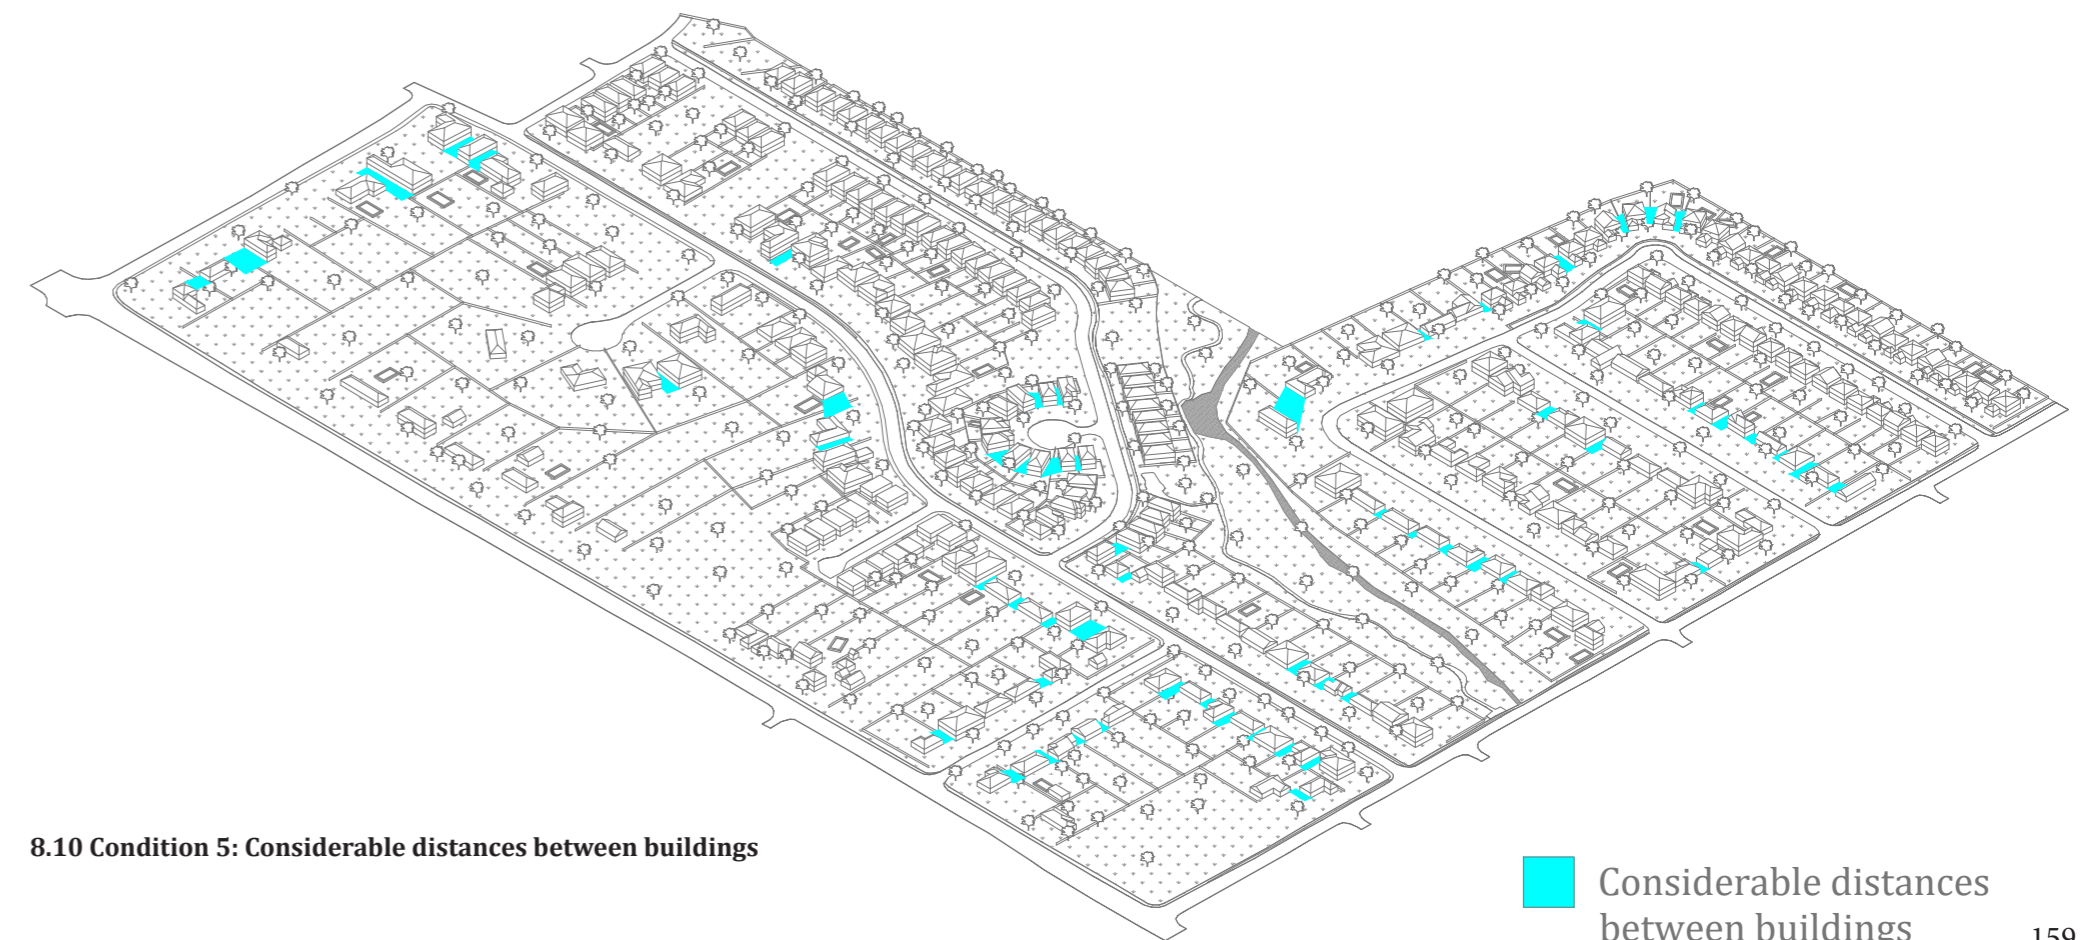 8.10 Condition 5: Considerable distances between buildings
Considerable distances
between buildings
159